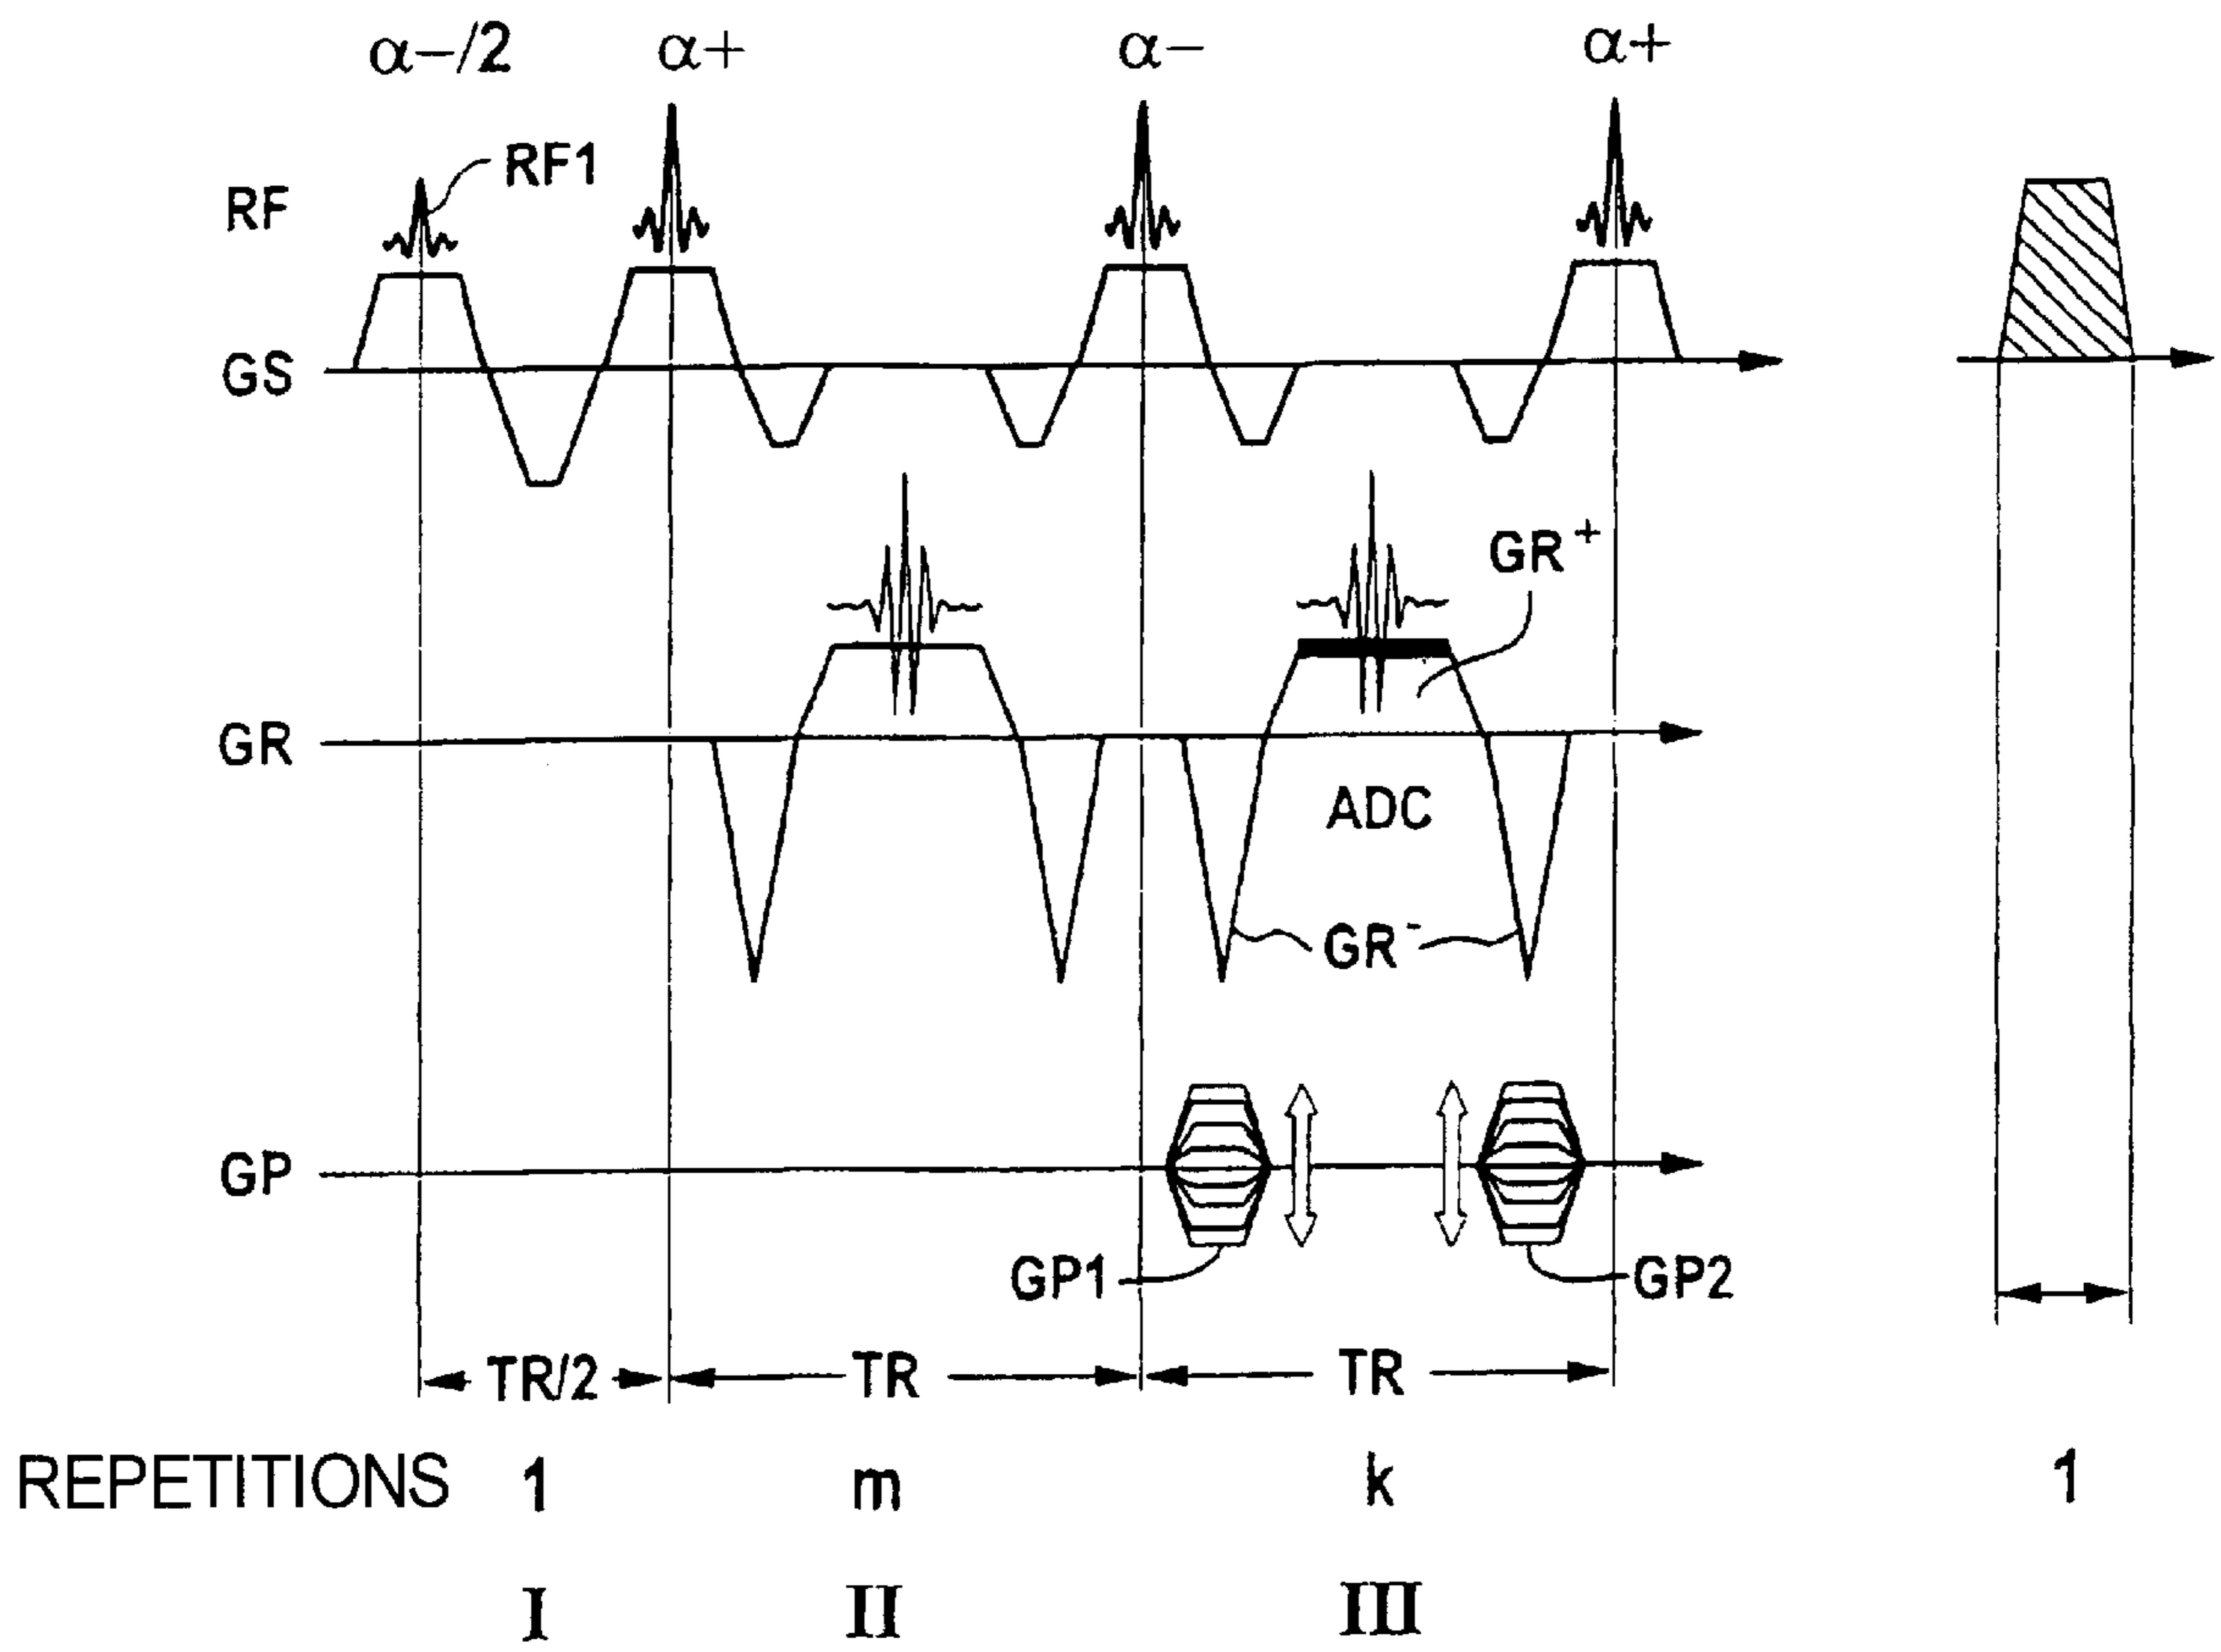 α-/2 α+ α- α+
RF1
RF
GS
GR+
GR
ADC
GR-
GP
GP1 GP2
TR/2 TR TR
REPETITIONS 1 m k 1
I II III